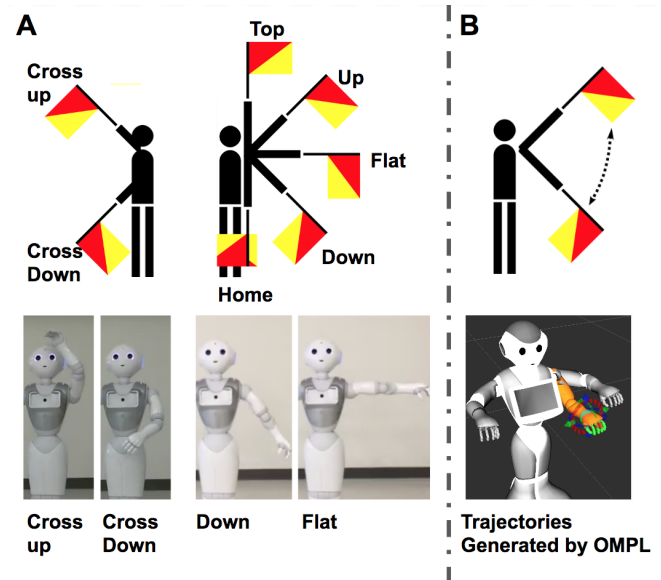 A
Top
B
Cross
up
Up
Flat
Cross
Down
Down
Home
Cross
up
Cross
Down
Down
Flat
Trajectories
Generated by OMPL